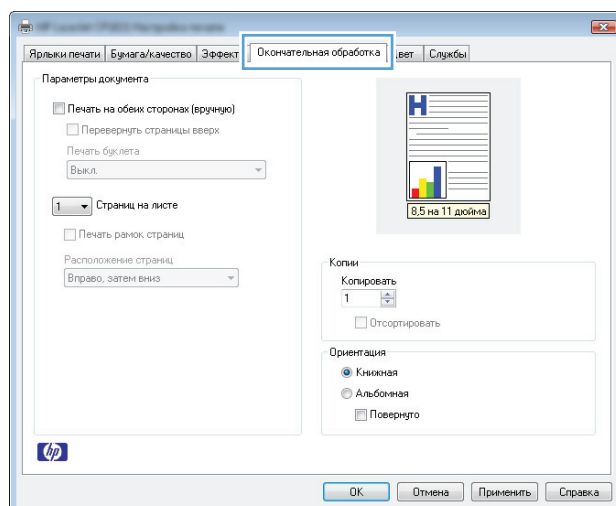 Ярлыки печати
Бумага/качество
Эффект
Окончательная обработка
вет
Службы
Параметры документа
Печать на обеих сторонах (вручную)
Перевернуть страницы вверх
Печать буклета
Выкл.
1 Страниц на листе
Печать рамок страниц
Расположение страниц
Вправо, затем вниз
H
8,5 на 11 дюйма
Копии
Копировать
1
Отсортировать
Ориентация
Книжная
Альбомная
Повернуто
hp
OK
Отмена
Применить
Справка